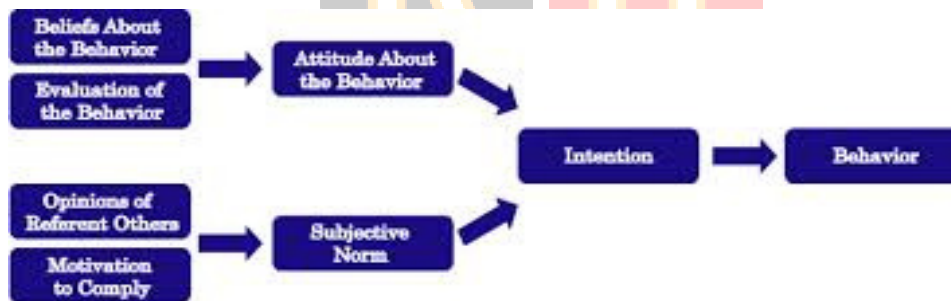 Beliefs About
the Behavior
Evaluation of
the Behavior
Attitude About
the Behavior
Opinions of
Referent Others
Motivation
to Comply
Subjective
Norm
Intention
Behavior